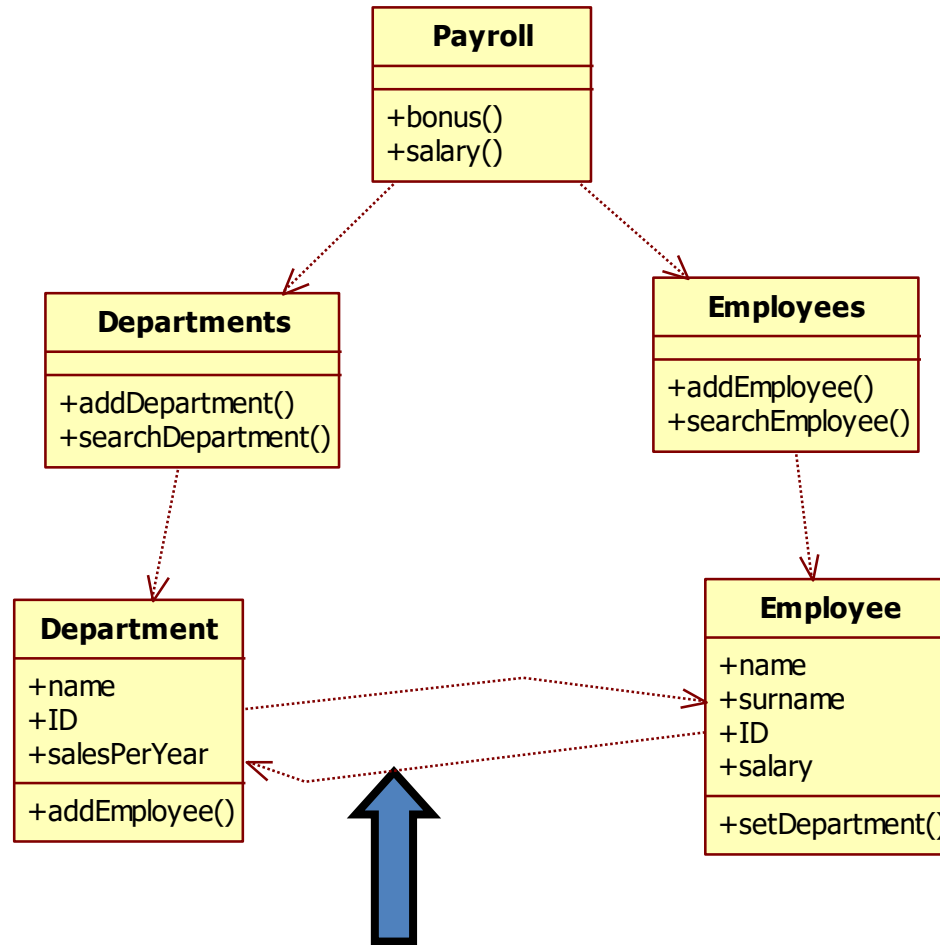 Payroll
+bonus()
+salary()
Departments
+addDepartment()
+searchDepartment()
Employees
+addEmployee()
+searchEmployee()
Department
+name
+ID
+salesPerYear
+addEmployee()
Employee
+name
+surname
+ID
+salary
+setDepartment()